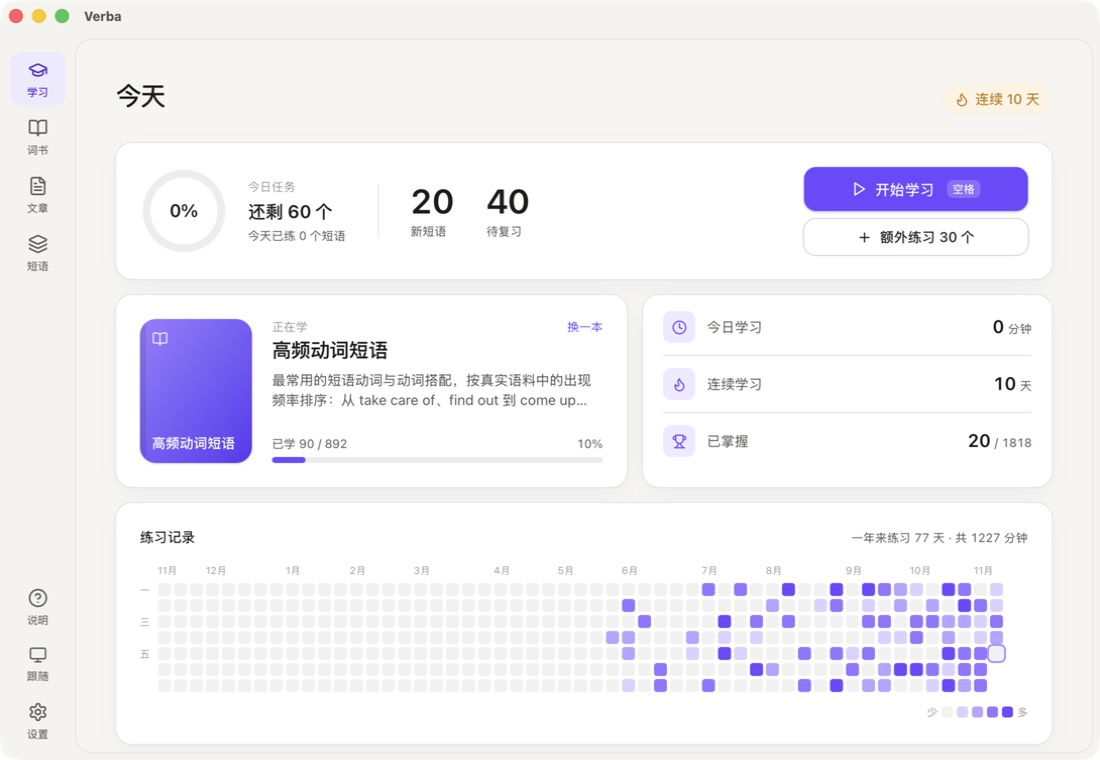 Verba
学习
词书
文章
短语
说明
跟随
设置
今天
连续 10 天
0%
今日任务
还剩 60 个
今天已练 0 个短语
20
新短语
40
待复习
开始学习 空格
额外练习 30 个
高频动词短语
正在学
换一本
高频动词短语
最常用的短语动词与动词搭配，按真实语料中的出现
频率排序：从 take care of、find out 到 come up...
已学 90 / 892
10%
今日学习
0 分钟
连续学习
10 天
已掌握
20 / 1818
练习记录
一年来练习 77 天 · 共 1227 分钟
11月 12月 1月 2月 3月 4月 5月 6月 7月 8月 9月 10月 11月
一
三
五
少 多